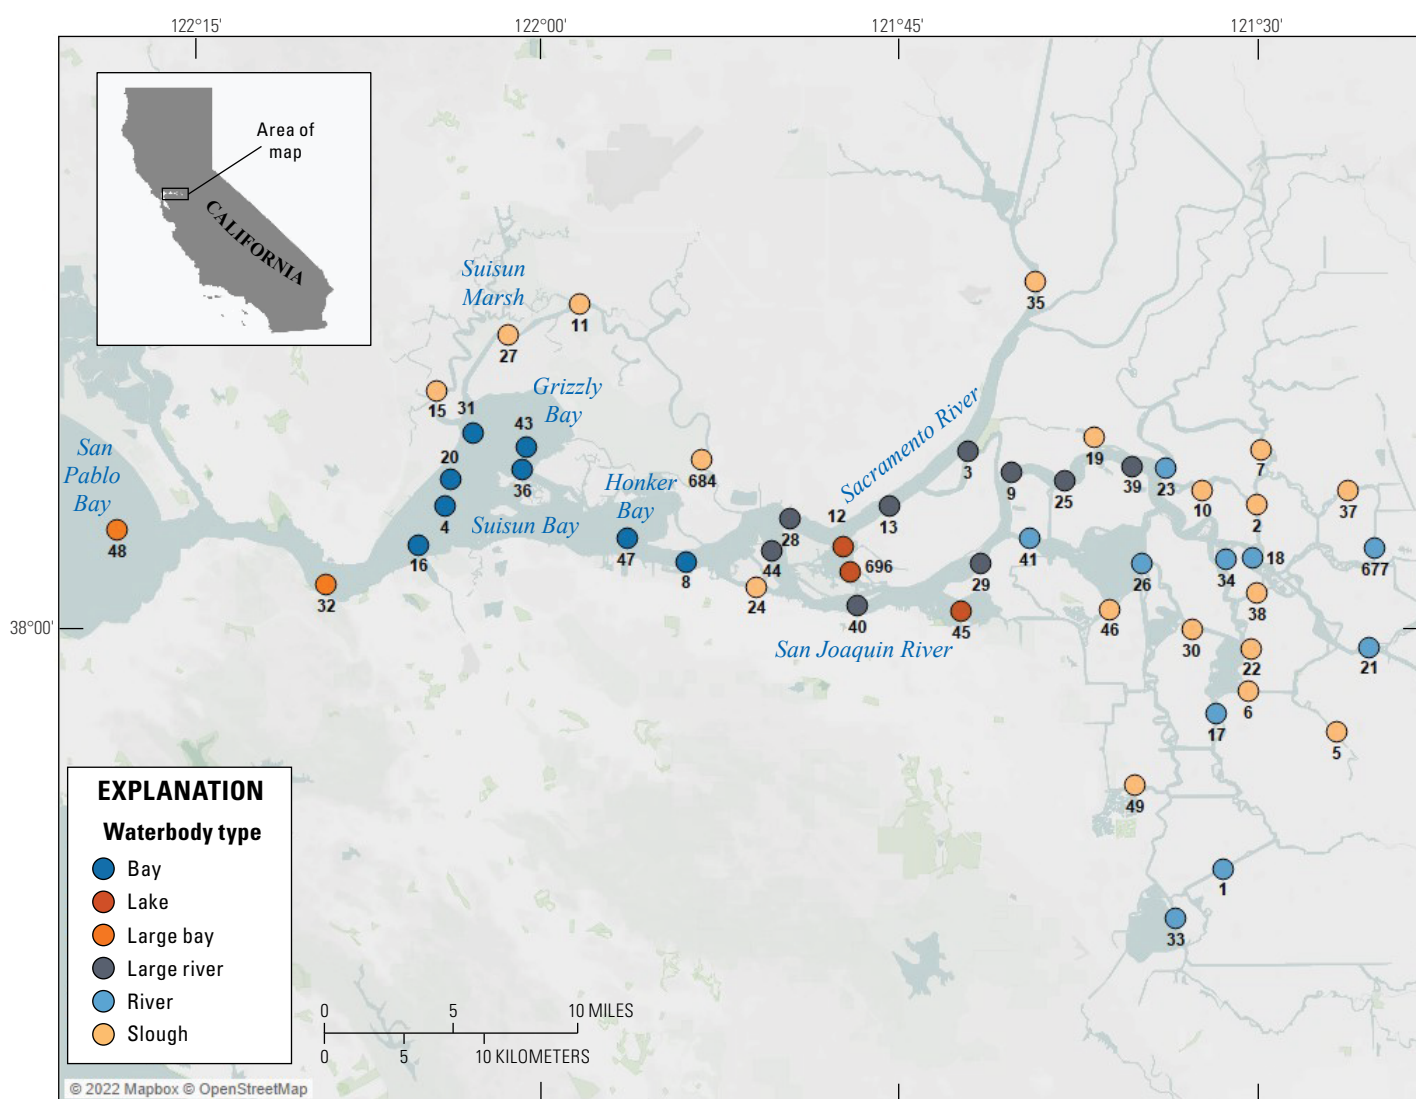 122°15'
122°00'
121°45'
121°30'
Area of
map
CALIFORNIA
Suisun
Marsh
35
11
27
Grizzly
Bay
15
31
43
San
Pablo
Bay
20
36
Honker
Bay
684
Sacramento River
3
9
25
19
39
23
10
7
2
37
4
Suisun Bay
12
13
28
48
16
47
8
44
696
29
41
26
34
18
677
32
24
40
45
46
38
38°00'
San Joaquin River
30
22
21
6
17
5
49
1
33
EXPLANATION
Waterbody type
Bay
Lake
Large bay
Large river
River
Slough
0 5 10 MILES
0 5 10 KILOMETERS
© 2022 Mapbox © OpenStreetMap